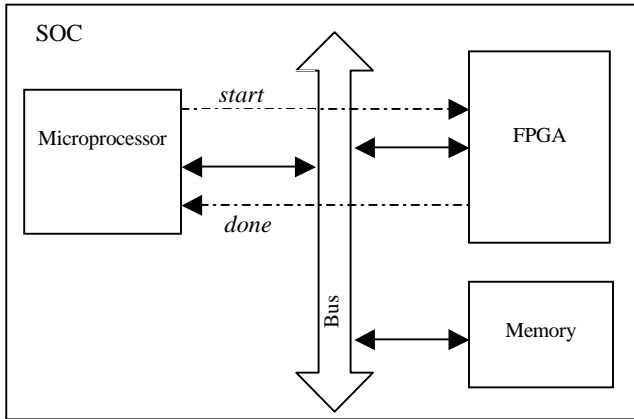 SOC
start
Microprocessor
FPGA
done
Bus
Memory